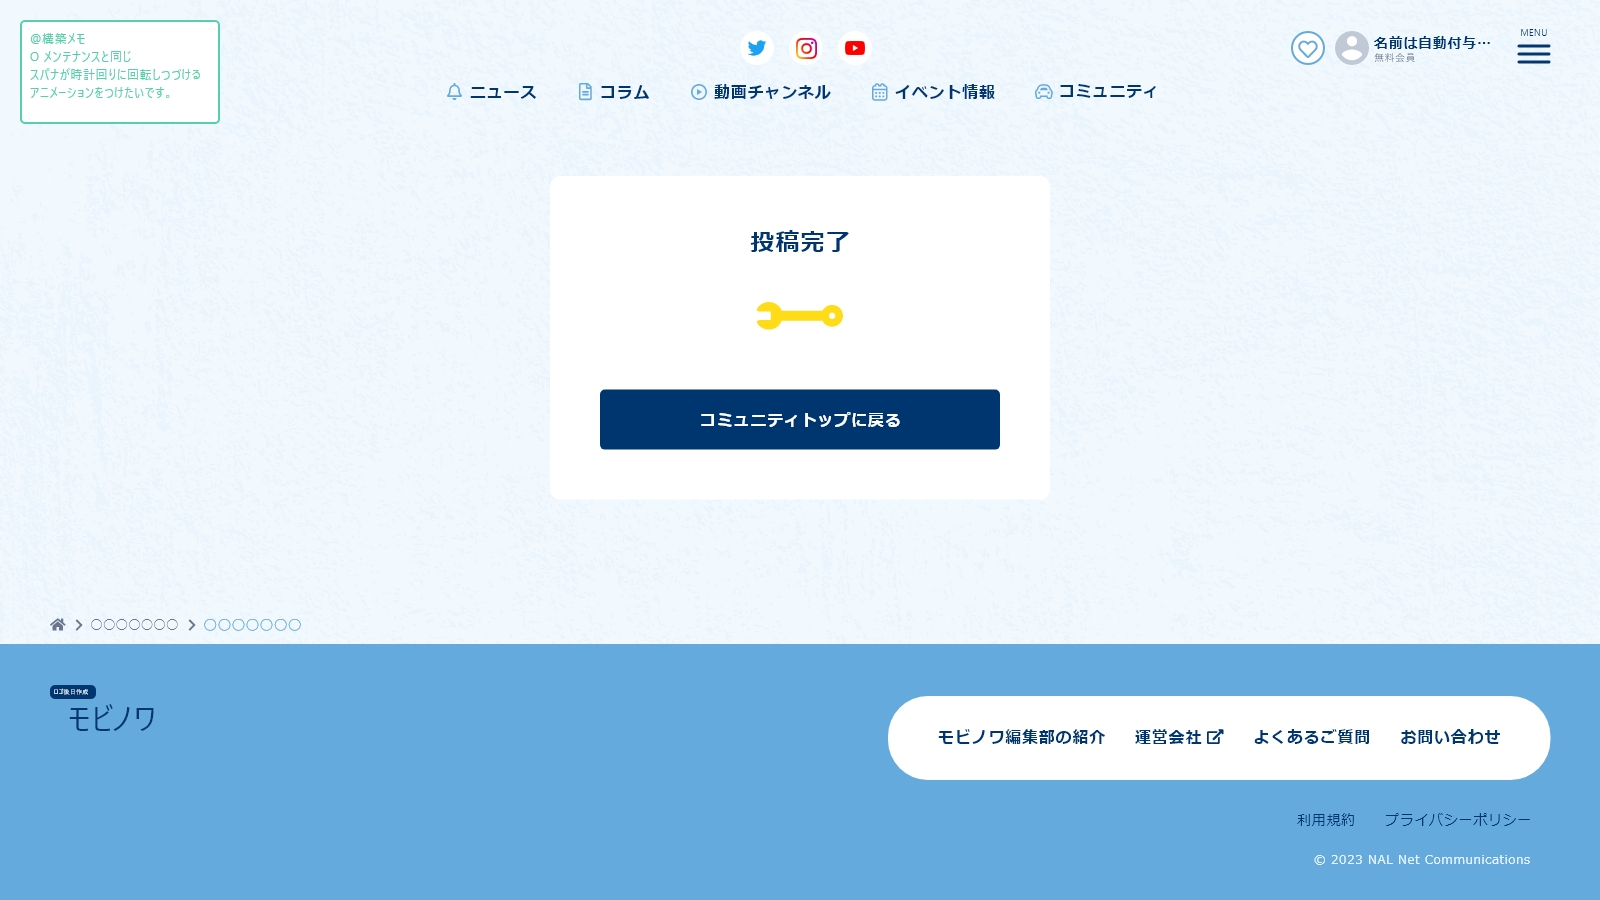 @構築メモ
O メンテナンスと同じ
スパナが時計回りに回転しつづける
アニメーションをつけたいです。
名前は自動付与…
無料会員
MENU
ニュース
コラム
動画チャンネル
イベント情報
コミュニティ
投稿完了
コミュニティトップに戻る
〇〇〇〇〇〇〇
〇〇〇〇〇〇〇
ロゴ後日作成
モビノワ
モビノワ編集部の紹介
運営会社
よくあるご質問
お問い合わせ
利用規約
プライバシーポリシー
© 2023 NAL Net Communications